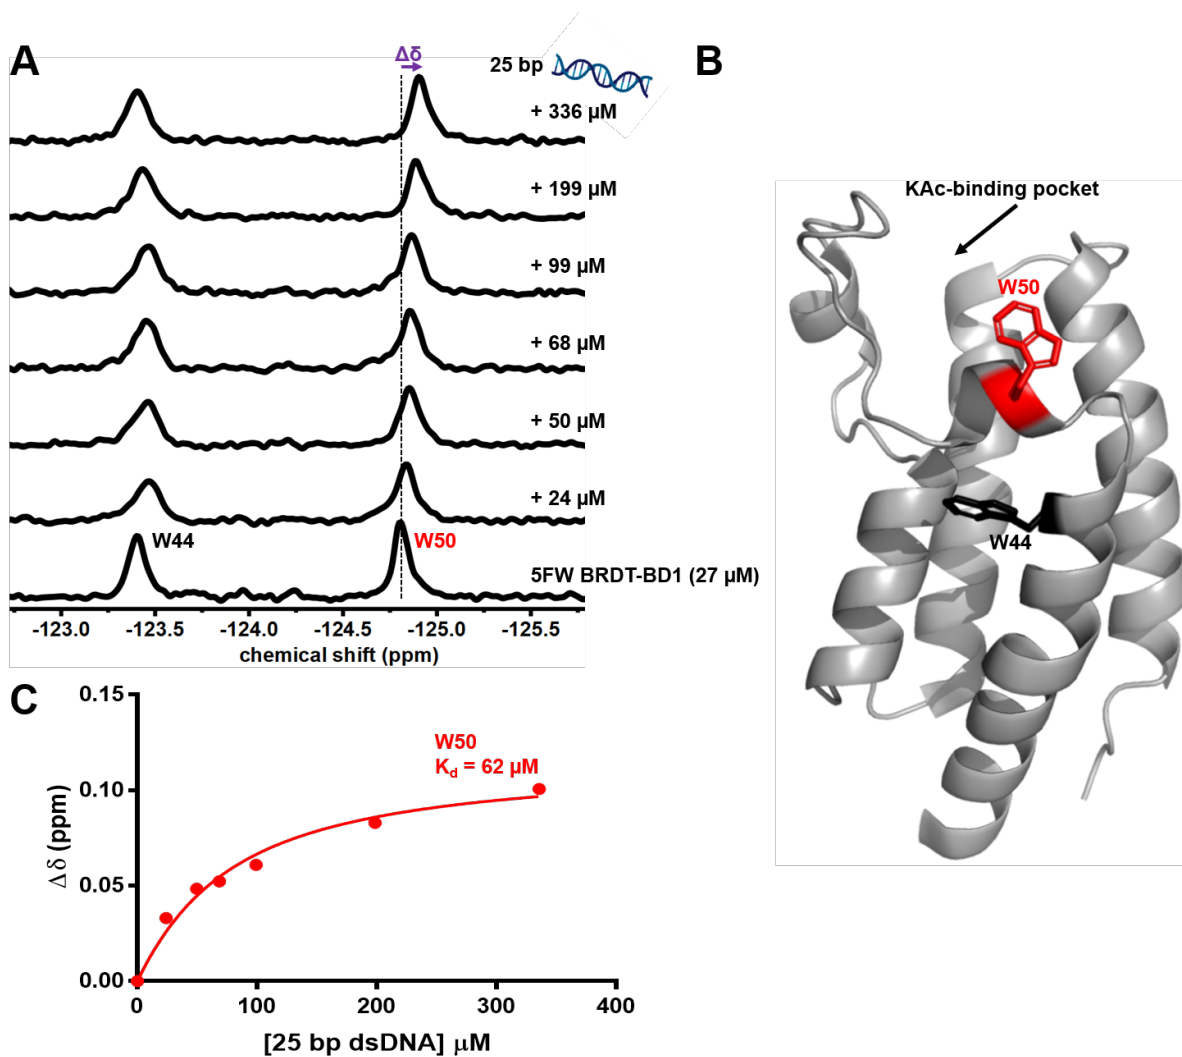 A
Δδ
25 bp
+ 336 µM
+ 199 µM
+ 99 µM
+ 68 µM
+ 50 µM
+ 24 µM
W44
W50
5FW BRDT-BD1 (27 µM)
-123.0 -123.5 -124.0 -124.5 -125.0 -125.5
chemical shift (ppm)
B
KAc-binding pocket
W50
W44
C
0.15
0.10
0.05
0.00
Δδ (ppm)
W50
Kd = 62 µM
0 100 200 300 400
[25 bp dsDNA] µM